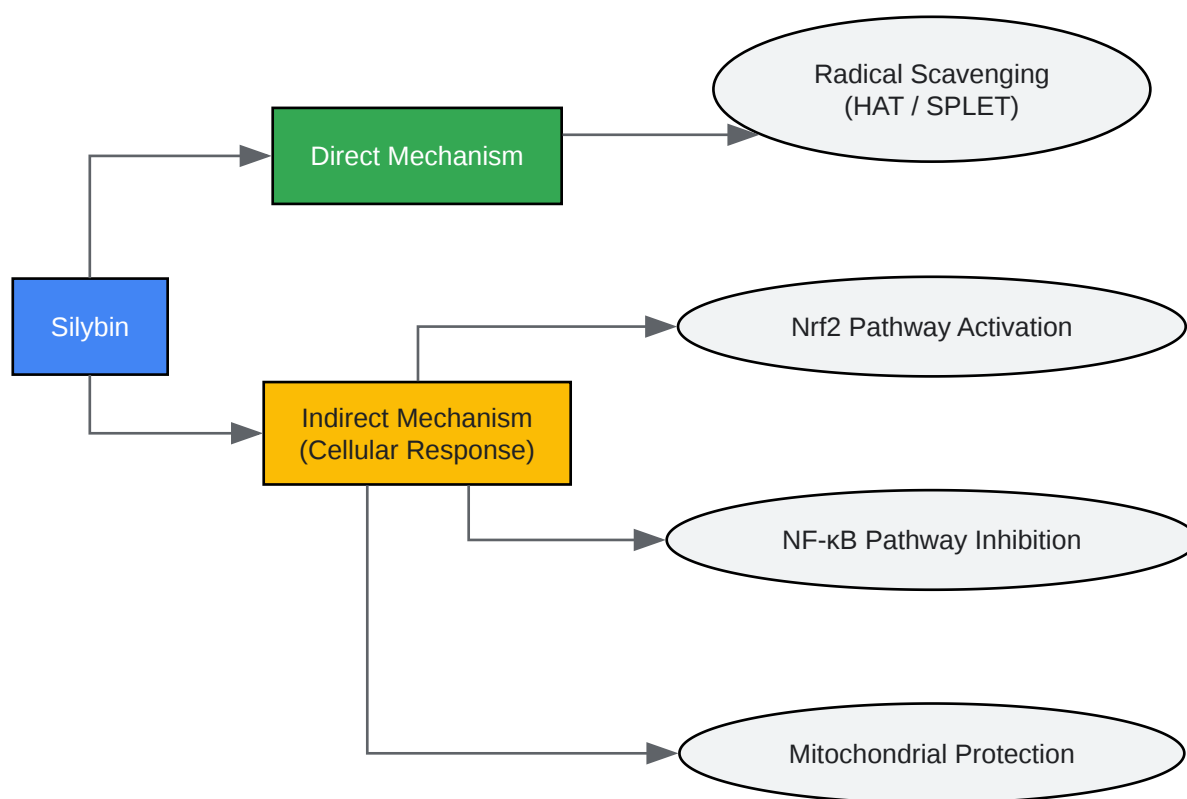 Radical Scavenging
(HAT / SPLET)
Direct Mechanism
Silybin
Nrf2 Pathway Activation
Indirect Mechanism
(Cellular Response)
NF-κB Pathway Inhibition
Mitochondrial Protection